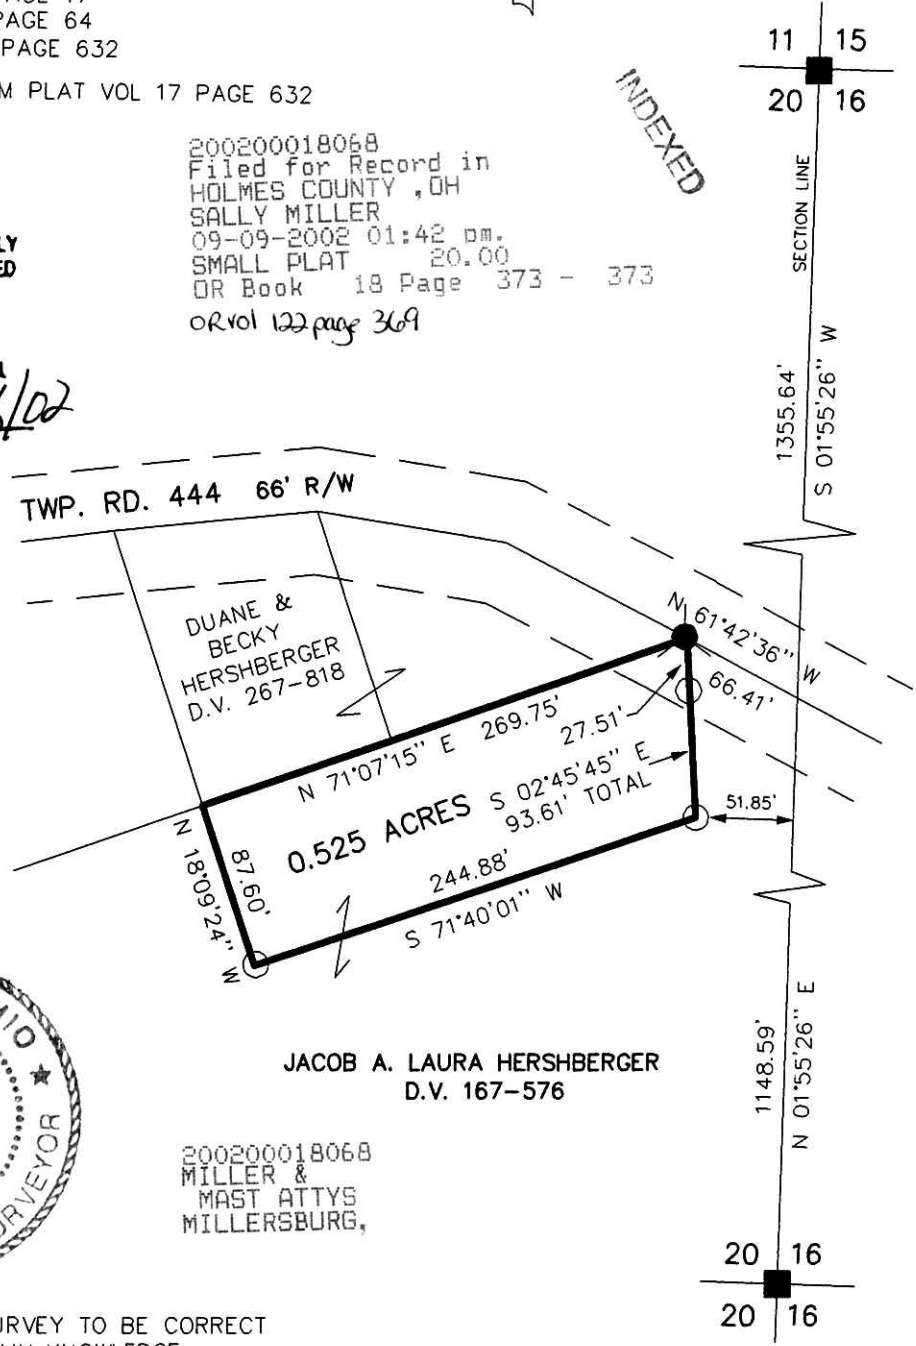 PAGE 64
PAGE 632
M PLAT VOL 17 PAGE 632
200200018068
Filed for Record in
HOLMES COUNTY , OH
SALLY MILLER
09-09-2002 01:42 pm.
SMALL PLAT 20.00
OR Book 18 Page 373 - 373
OR vol 122 page 369
INDEXED
11 15
20 16
SECTION LINE
1355.64'
S 01°55'26" W
/02
TWP. RD. 444 66' R/W
DUANE &
BECKY
HERSHBERGER
D.V. 267-818
N 61°42'36" W
66.41'
27.51'
N 71°07'15" E 269.75'
S 02°45'45" E
93.61' TOTAL
0.525 ACRES
51.85'
N 18°09'24" W
87.60'
244.88'
S 71°40'01" W
JACOB A. LAURA HERSHBERGER
D.V. 167-576
1148.59'
N 01°55'26" E
200200018068
MILLER &
MAST ATTYS
MILLERSBURG,
20 16
20 16
URVEY TO BE CORRECT